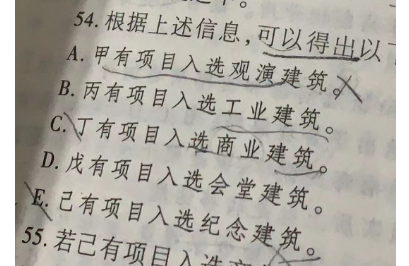 54.根据上述信息,可以得出以
A.甲有项目入选观演建筑。
B.丙有项目入选工业建筑。
C.丁有项目入选商业建筑。
D.戊有项目入选会堂建筑。
E.己有项目入选纪念建筑。
55.若己有项目入选商